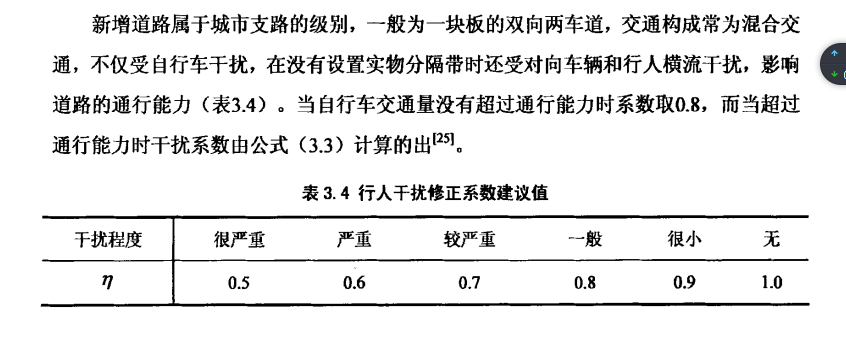 新增道路属于城市支路的级别，一般为一块板的双向两车道，交通构成常为混合交
通，不仅受自行车干扰，在没有设置实物分隔带时还受对向车辆和行人横流干扰，影响
道路的通行能力（表3.4）。当自行车交通量没有超过通行能力时系数取0.8，而当超过
通行能力时干扰系数由公式（3.3）计算的出[25]。
表 3.4 行人干扰修正系数建议值
干扰程度 很严重 严重 较严重 一般 很小 无
η 0.5 0.6 0.7 0.8 0.9 1.0